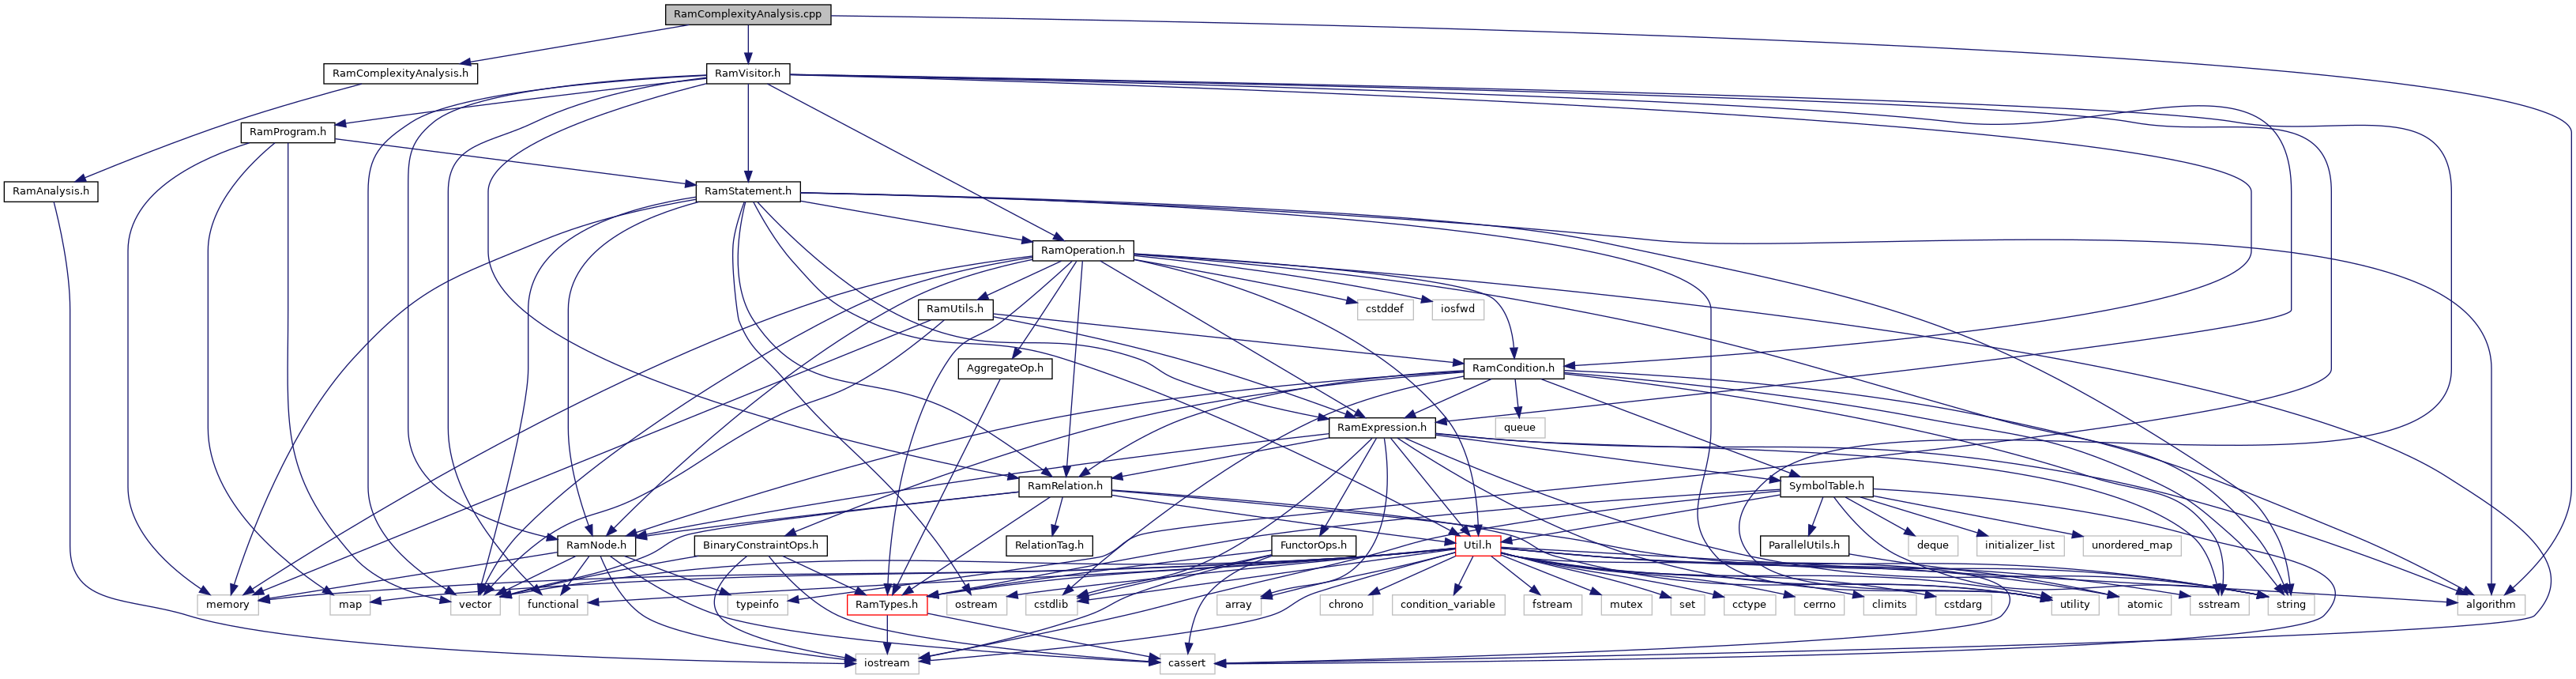 RamComplexityAnalysis.cpp
RamComplexityAnalysis.h
RamVisitor.h
RamProgram.h
RamAnalysis.h
RamStatement.h
RamOperation.h
RamUtils.h
cstddef
iosfwd
AggregateOp.h
RamCondition.h
RamExpression.h
queue
RamRelation.h
SymbolTable.h
RamNode.h
BinaryConstraintOps.h
RelationTag.h
FunctorOps.h
Util.h
ParallelUtils.h
deque
initializer_list
unordered_map
memory
map
vector
functional
typeinfo
RamTypes.h
ostream
cstdlib
array
chrono
condition_variable
fstream
mutex
set
cctype
cerrno
climits
cstdarg
utility
atomic
sstream
string
algorithm
iostream
cassert